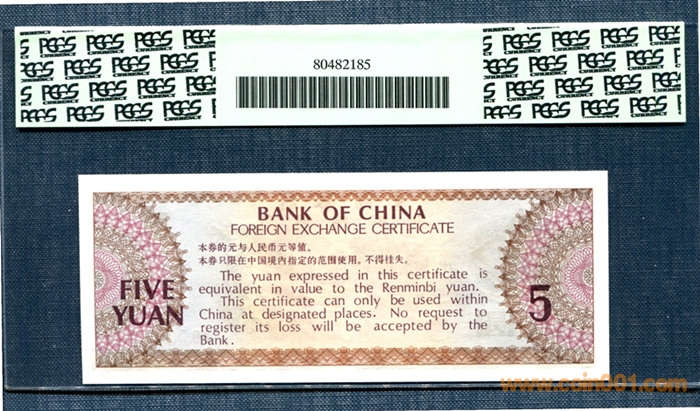 PCGS CURRENCY
80482185
BANK OF CHINA
FOREIGN EXCHANGE CERTIFICATE
本券的元与人民币元等值。
本券只限在中国境内指定的范围使用,不得挂失。
The yuan expressed in this certificate is
equivalent in value to the Renminbi yuan.
This certificate can only be used within
China at designated places. No request to
register its loss will be accepted by the
Bank.
FIVE
YUAN
5
www.coin001.com